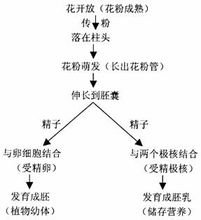 花开放（花粉成熟）
传 粉
落在柱头
花粉萌发（长出花粉管）
伸长到胚囊
精子 精子
与卵细胞结合 与两个极核结合
（受精卵） （受精极核）
发育成胚 发育成胚乳
（植物幼体） （储存营养）